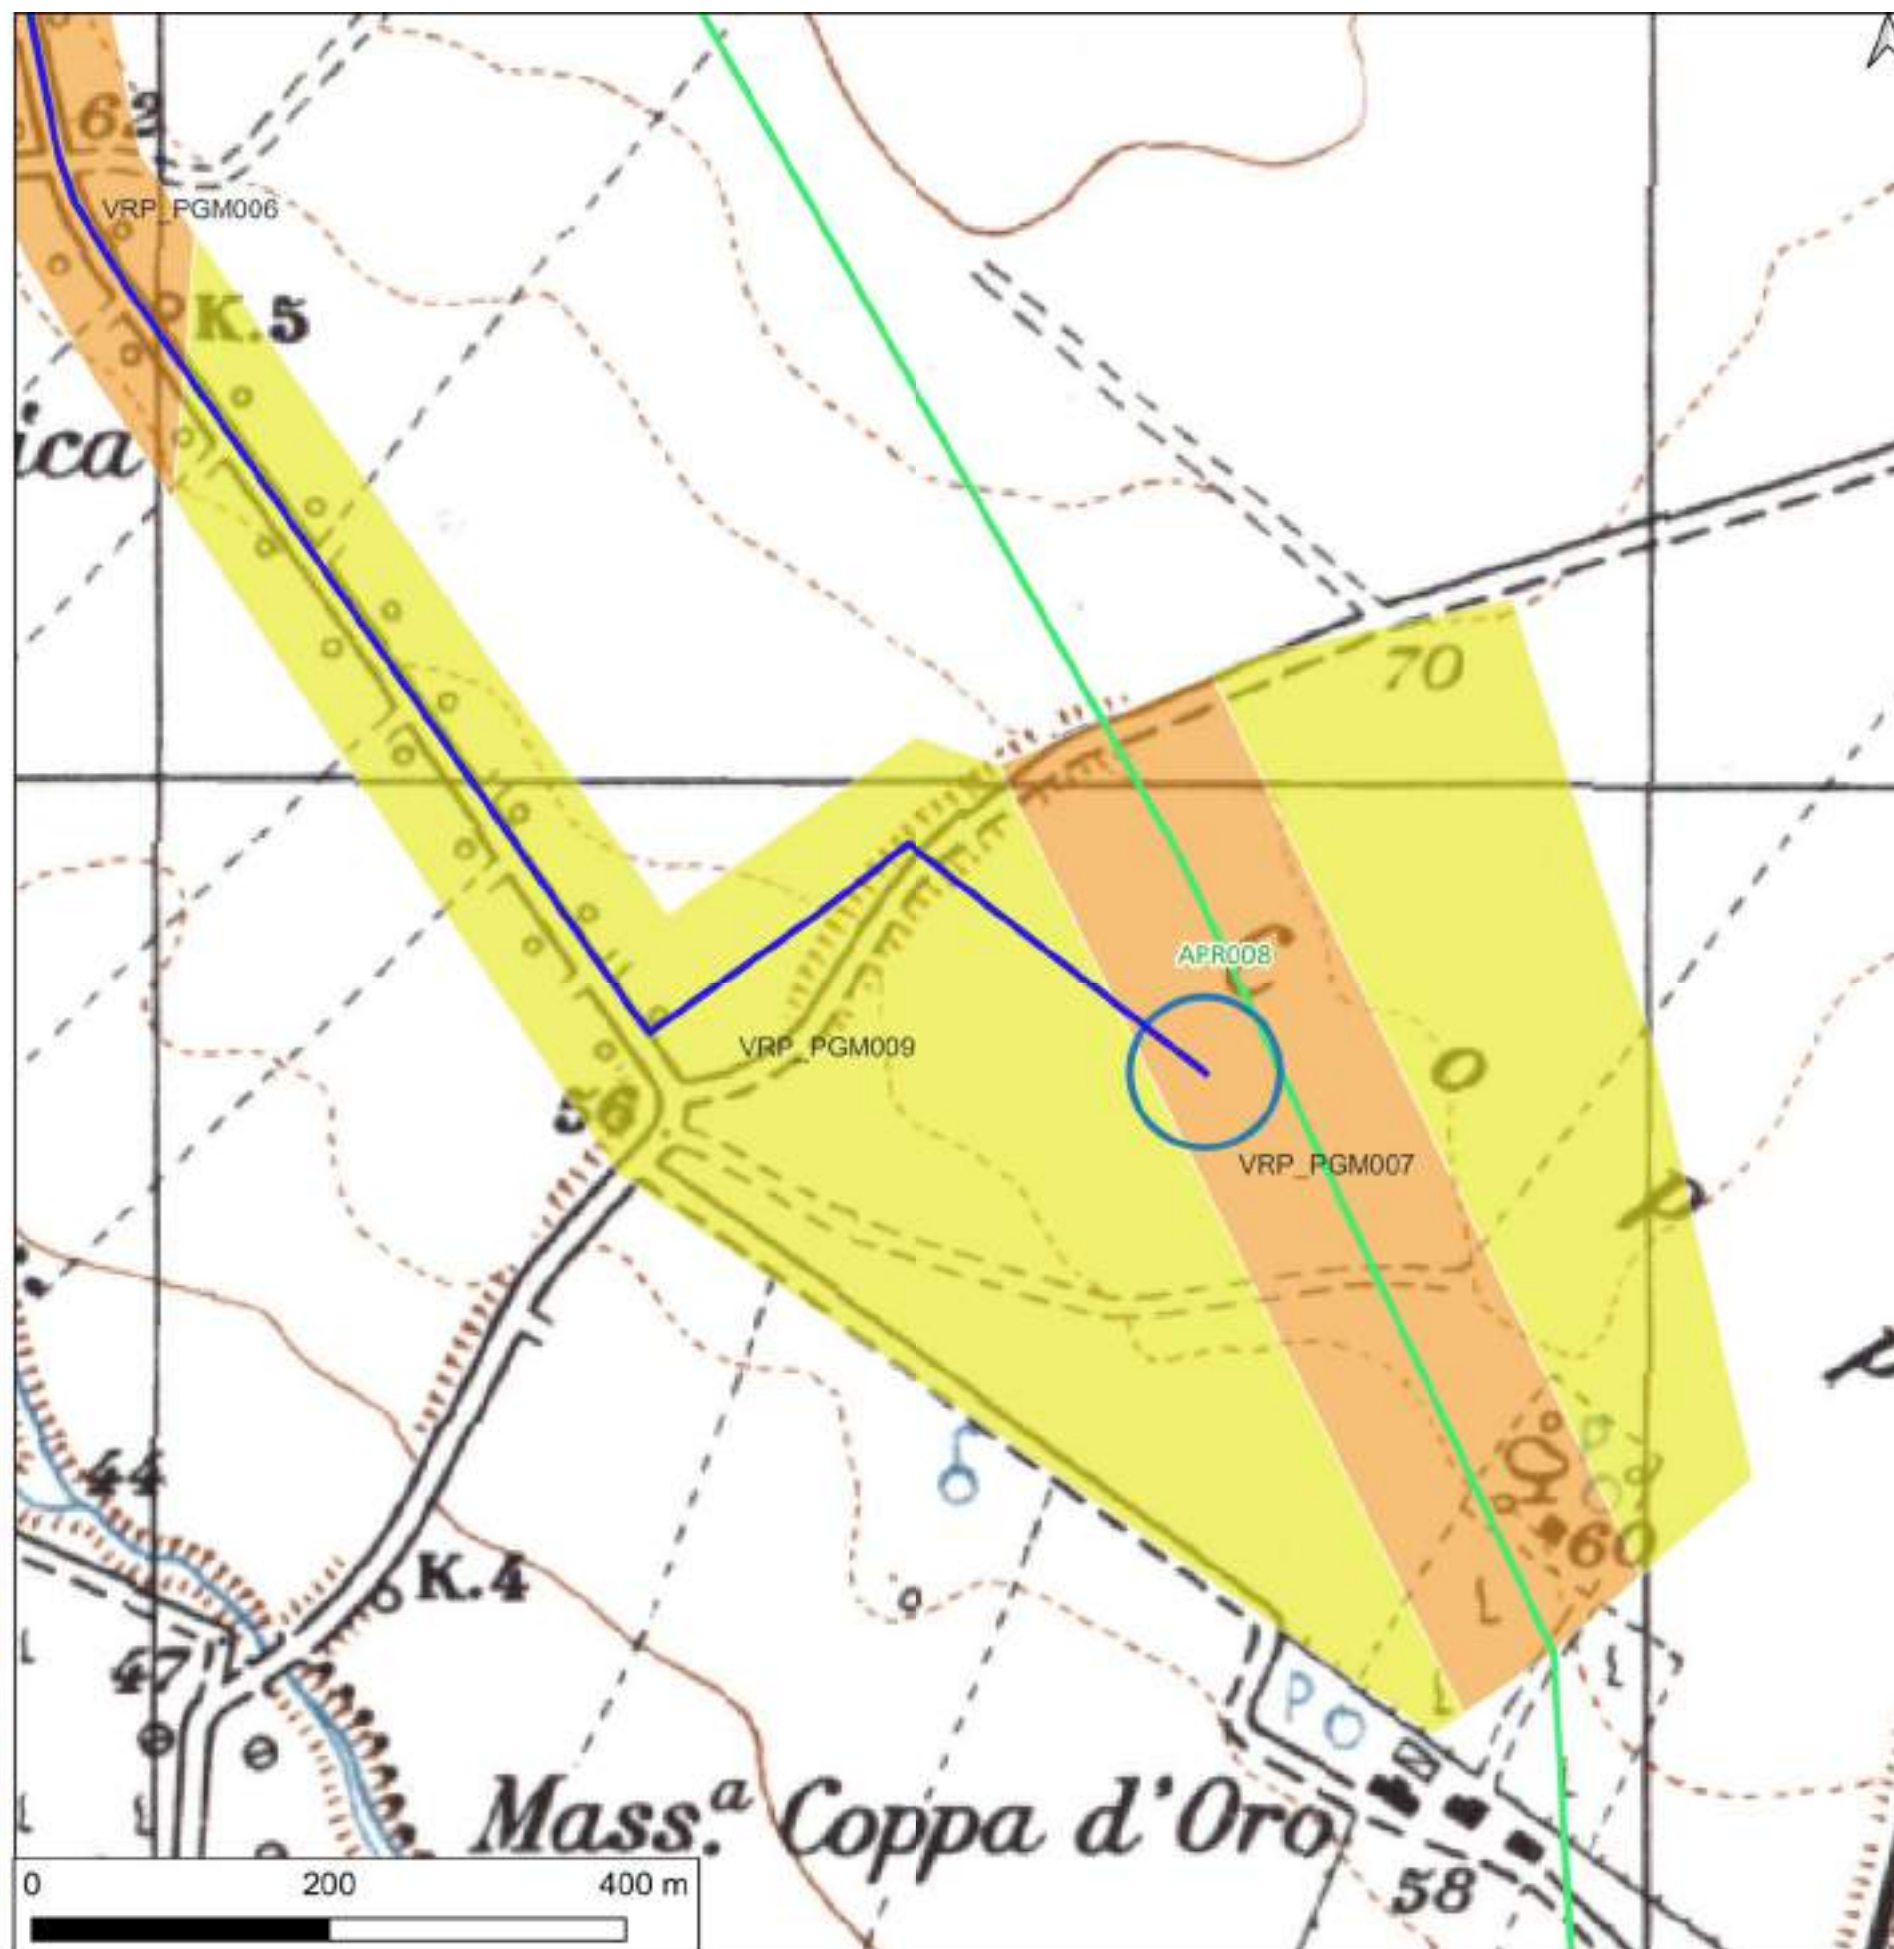 62
VRP_PGM006
K.5
ica
70
APR008
C
o
VRP_PGM009
56
VRP_PGM007
p
p
44
60
K.4
47
P
Mass.ª Coppa d'Oro
58
0 200 400 m